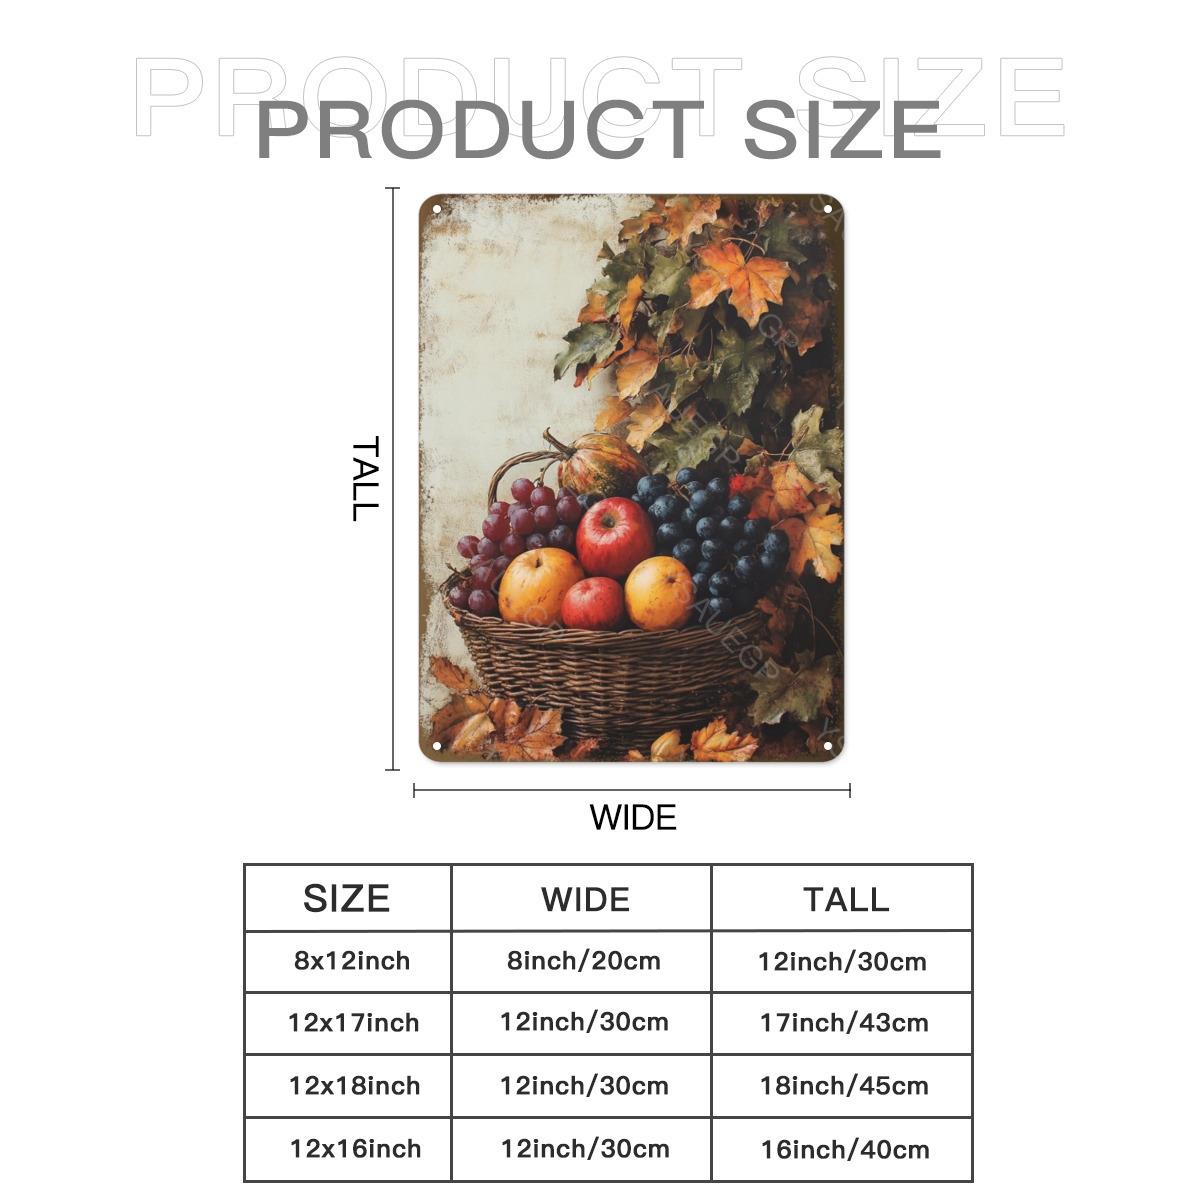 PRODUCT SIZE
PRODUCT SIZE
TALL
WIDE
SIZE WIDE TALL
8x12inch 8inch/20cm 12inch/30cm
12x17inch 12inch/30cm 17inch/43cm
12x18inch 12inch/30cm 18inch/45cm
12x16inch 12inch/30cm 16inch/40cm